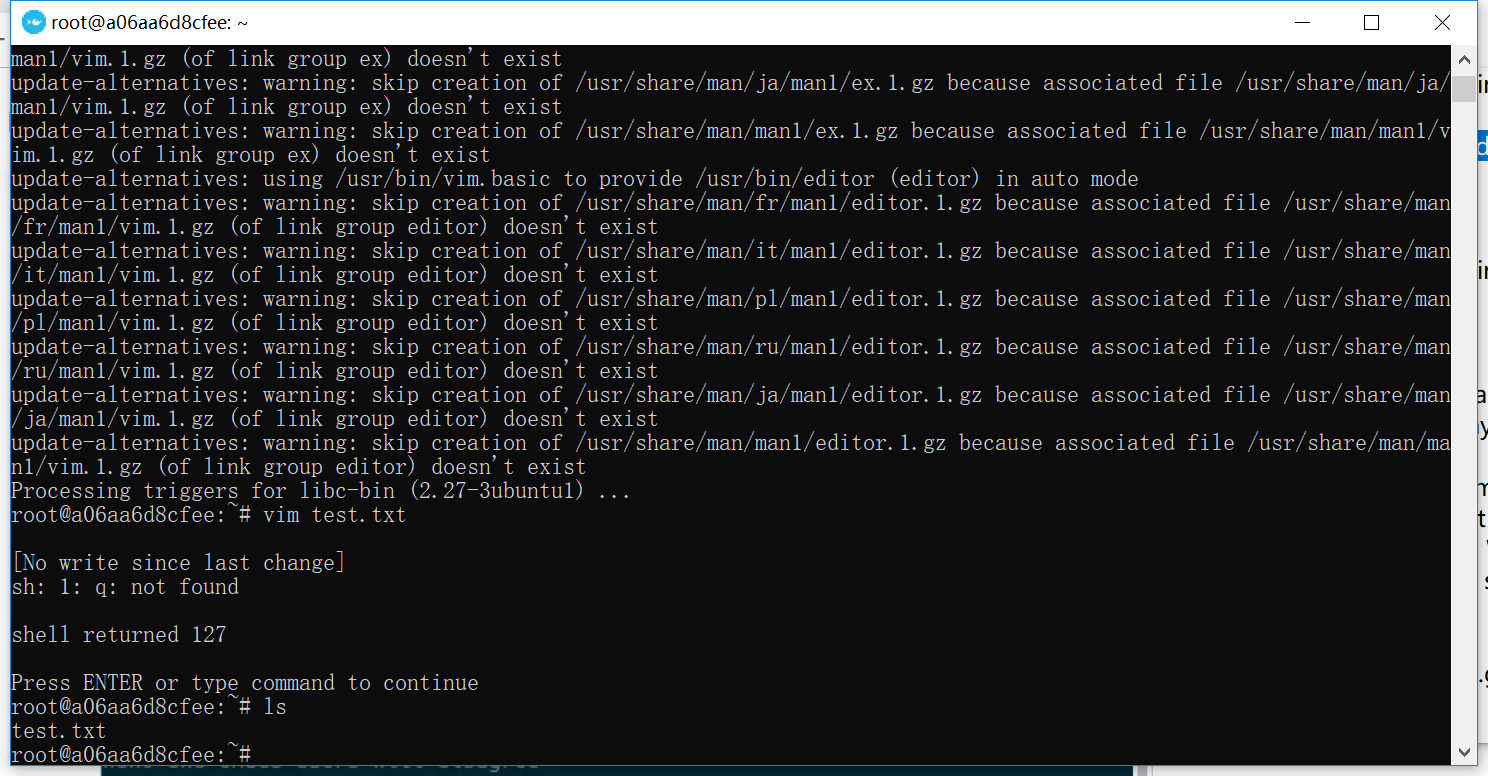 root@a06aa6d8cfee: ~
man1/vim.1.gz (of link group ex) doesn't exist
update-alternatives: warning: skip creation of /usr/share/man/ja/man1/ex.1.gz because associated file /usr/share/man/ja/
man1/vim.1.gz (of link group ex) doesn't exist
update-alternatives: warning: skip creation of /usr/share/man/man1/ex.1.gz because associated file /usr/share/man/man1/v
im.1.gz (of link group ex) doesn't exist
update-alternatives: using /usr/bin/vim.basic to provide /usr/bin/editor (editor) in auto mode
update-alternatives: warning: skip creation of /usr/share/man/fr/man1/editor.1.gz because associated file /usr/share/man
/fr/man1/vim.1.gz (of link group editor) doesn't exist
update-alternatives: warning: skip creation of /usr/share/man/it/man1/editor.1.gz because associated file /usr/share/man
/it/man1/vim.1.gz (of link group editor) doesn't exist
update-alternatives: warning: skip creation of /usr/share/man/pl/man1/editor.1.gz because associated file /usr/share/man
/pl/man1/vim.1.gz (of link group editor) doesn't exist
update-alternatives: warning: skip creation of /usr/share/man/ru/man1/editor.1.gz because associated file /usr/share/man
/ru/man1/vim.1.gz (of link group editor) doesn't exist
update-alternatives: warning: skip creation of /usr/share/man/ja/man1/editor.1.gz because associated file /usr/share/man
/ja/man1/vim.1.gz (of link group editor) doesn't exist
update-alternatives: warning: skip creation of /usr/share/man/man1/editor.1.gz because associated file /usr/share/man/ma
n1/vim.1.gz (of link group editor) doesn't exist
Processing triggers for libc-bin (2.27-3ubuntu1) ...
root@a06aa6d8cfee:~# vim test.txt
[No write since last change]
sh: 1: q: not found
shell returned 127
Press ENTER or type command to continue
root@a06aa6d8cfee:~# ls
test.txt
root@a06aa6d8cfee:~#